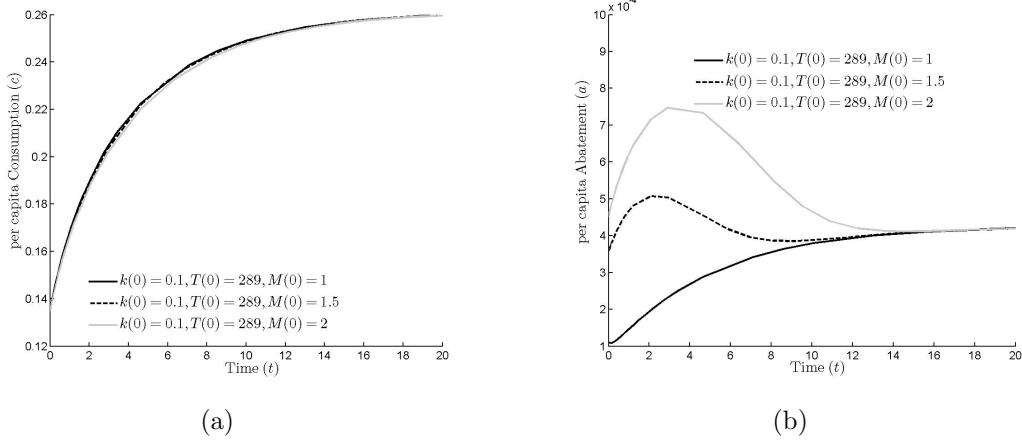 per capita Consumption (c)
0.26
0.24
0.22
0.2
0.18
0.16
0.14
0.12
k(0) = 0.1, T(0) = 289, M(0) = 1
k(0) = 0.1, T(0) = 289, M(0) = 1.5
k(0) = 0.1, T(0) = 289, M(0) = 2
0 2 4 6 8 10 12 14 16 18 20
Time (t)
(a)
per capita Abatement (a)
10
9
8
7
6
5
4
3
2
1
k(0) = 0.1, T(0) = 289, M(0) = 1
k(0) = 0.1, T(0) = 289, M(0) = 1.5
k(0) = 0.1, T(0) = 289, M(0) = 2
0 2 4 6 8 10 12 14 16 18 20
Time (t)
(b)